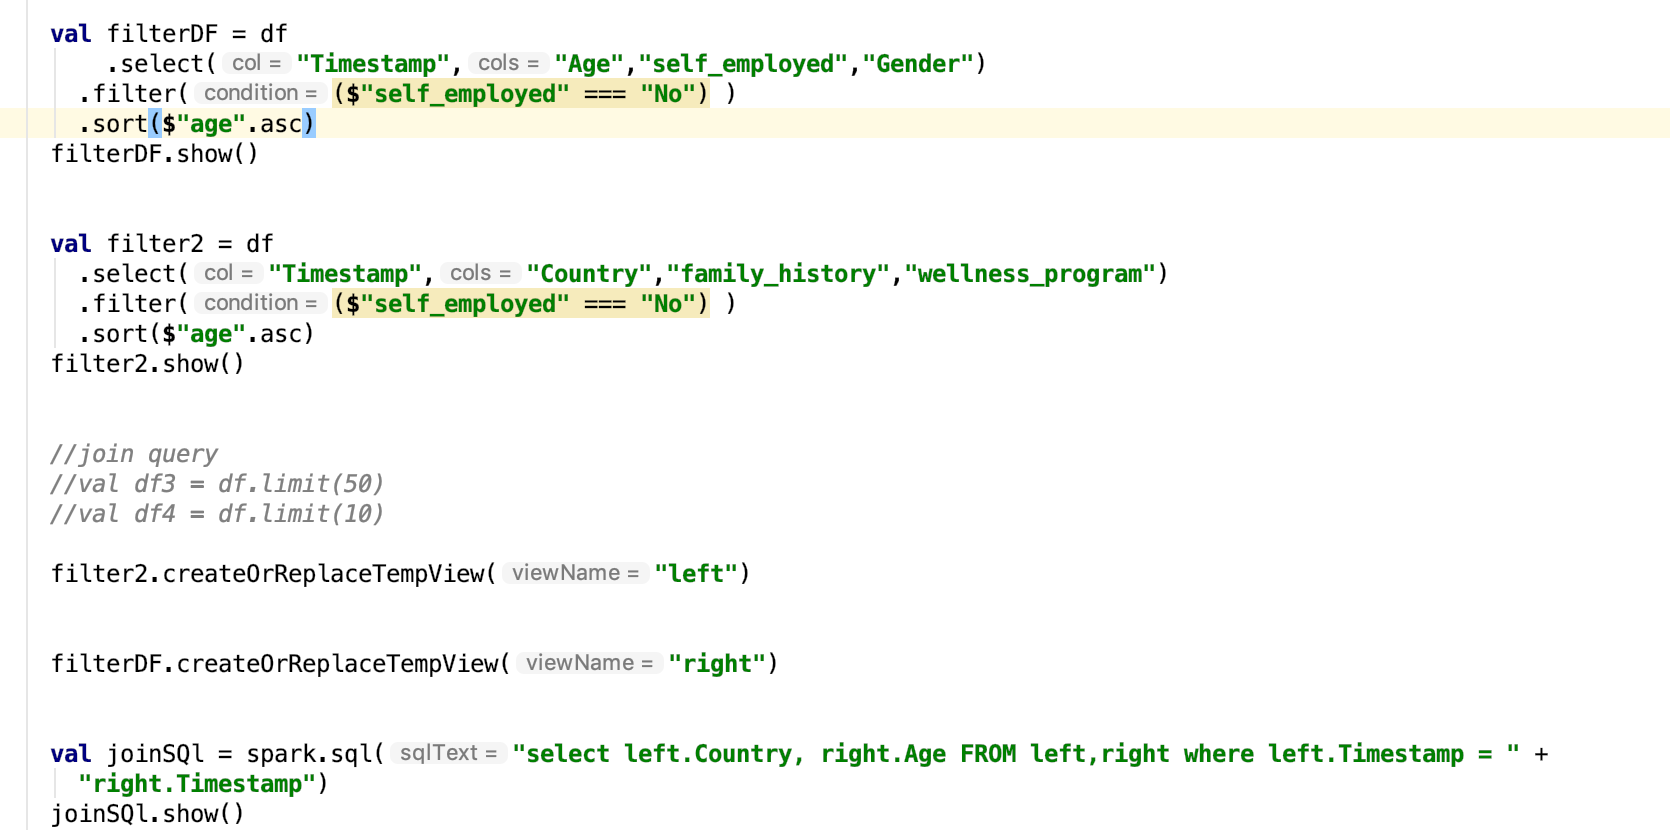 val filterDF = df
.select( col = "Timestamp", cols = "Age","self_employed","Gender")
.filter( condition = ($"self_employed" === "No") )
.sort($"age".asc)
filterDF.show()
val filter2 = df
.select( col = "Timestamp", cols = "Country","family_history","wellness_program")
.filter( condition = ($"self_employed" === "No") )
.sort($"age".asc)
filter2.show()
//join query
//val df3 = df.limit(50)
//val df4 = df.limit(10)
filter2.createOrReplaceTempView( viewName = "left")
filterDF.createOrReplaceTempView( viewName = "right")
val joinSQl = spark.sql( sqlText = "select left.Country, right.Age FROM left,right where left.Timestamp = " +
"right.Timestamp")
joinSQl.show()